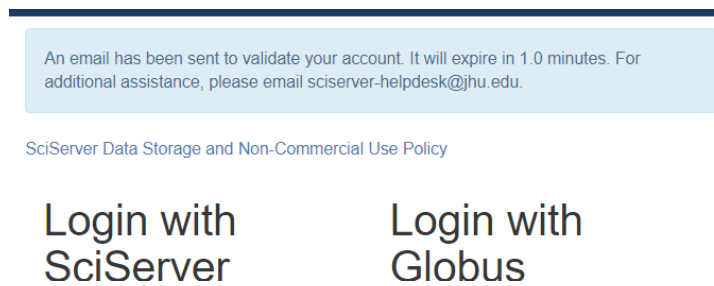 An email has been sent to validate your account. It will expire in 1.0 minutes. For
additional assistance, please email sciserver-helpdesk@jhu.edu.
SciServer Data Storage and Non-Commercial Use Policy
Login with
SciServer
Login with
Globus